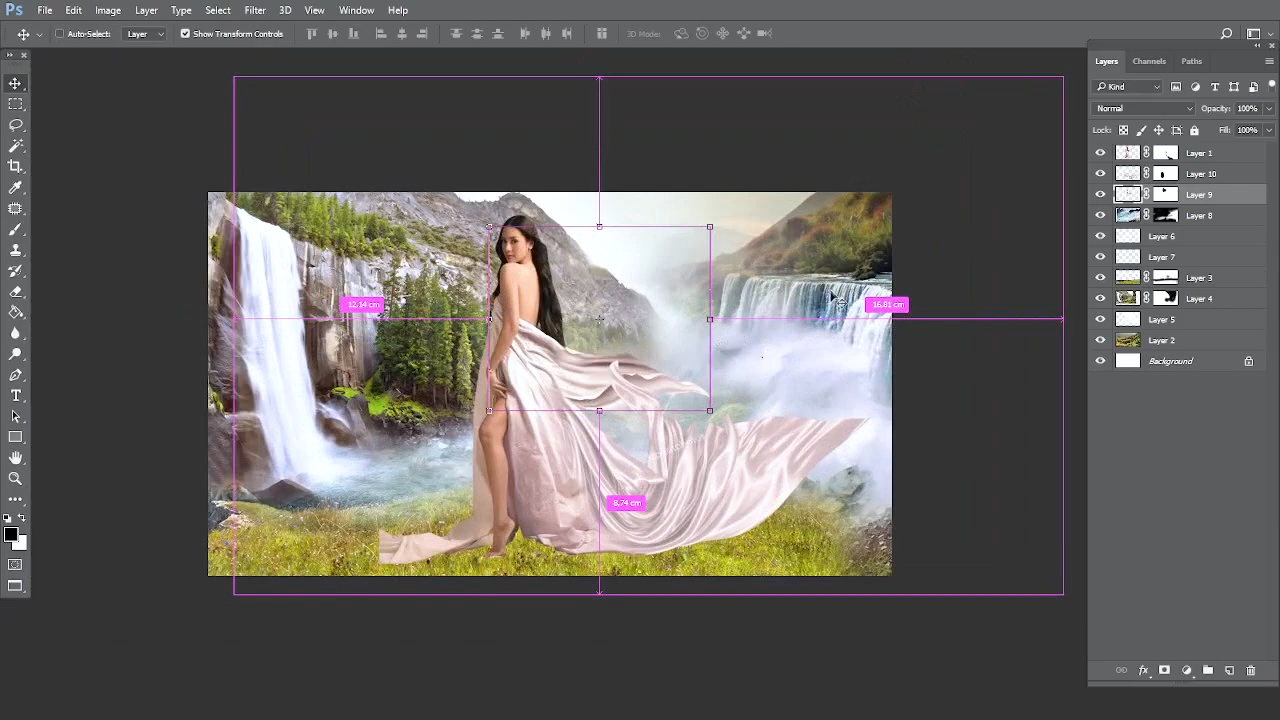 Ps File Edit Image Layer Type Select Filter 3D View Window Help
Auto-Select: Layer Show Transform Controls 3D Mode:
Layers Channels Paths
Kind
Normal Opacity: 100%
Lock: Fill: 100%
Layer 1
Layer 10
Layer 9
Layer 8
Layer 6
Layer 7
Layer 3
Layer 4
Layer 5
Layer 2
Background
12.14 cm
16.81 cm
8.74 cm
fx